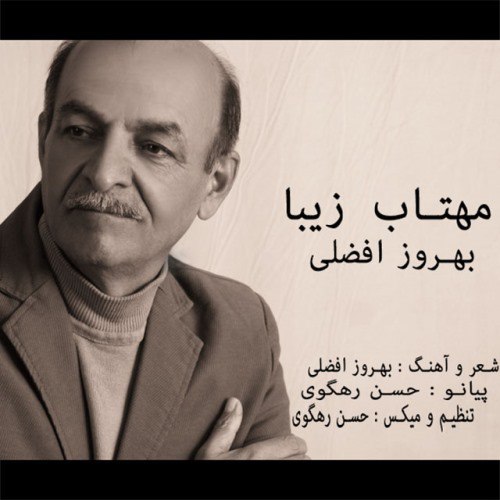 مهتاب زیبا
بهروز افضلی
شعر و آهنگ : بهروز افضلی
پیانو : حسن رهگوی
تنظیم و میکس : حسن رهگوی